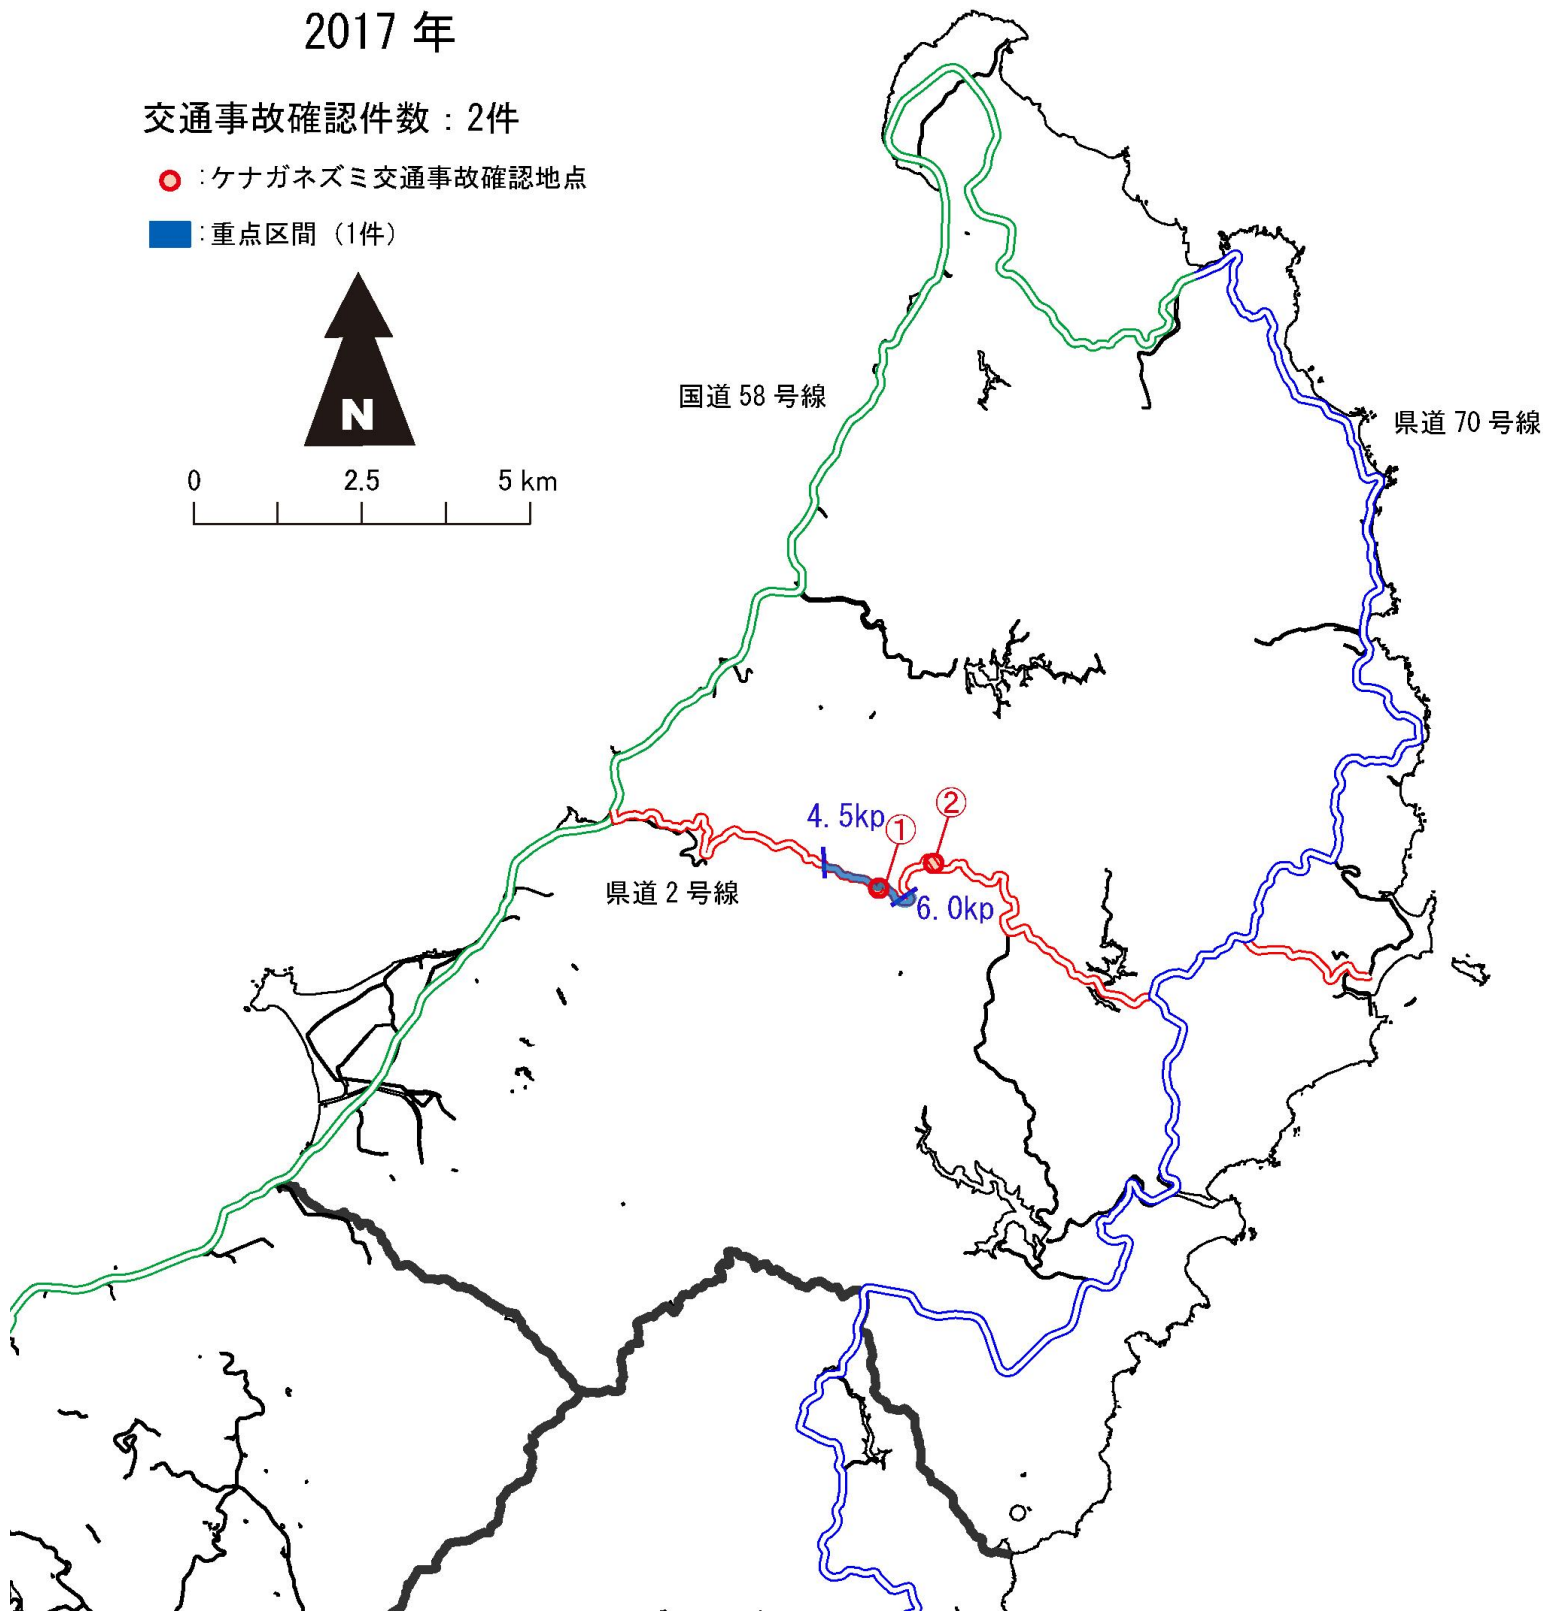 2017 年
交通事故確認件数：2件
：ケナガネズミ交通事故確認地点
：重点区間（1件）
N
0 2.5 5 km
国道 58 号線
県道 70 号線
4.5kp
①
②
県道 2 号線
6.0kp